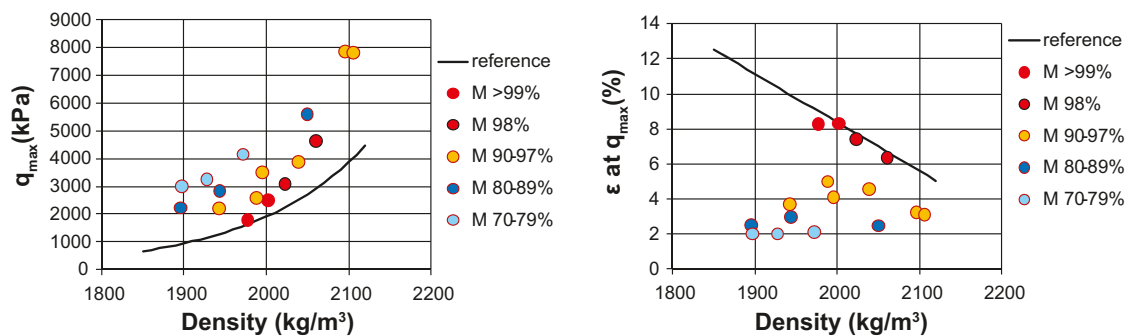 9000
8000
7000
6000
5000
4000
3000
2000
1000
0
q_max(kPa)
1800 1900 2000 2100 2200
Density (kg/m³)
reference
M >99%
M 98%
M 90-97%
M 80-89%
M 70-79%
14
12
10
8
6
4
2
0
ε at q_max(%)
1800 1900 2000 2100 2200
Density (kg/m³)
reference
M >99%
M 98%
M 90-97%
M 80-89%
M 70-79%